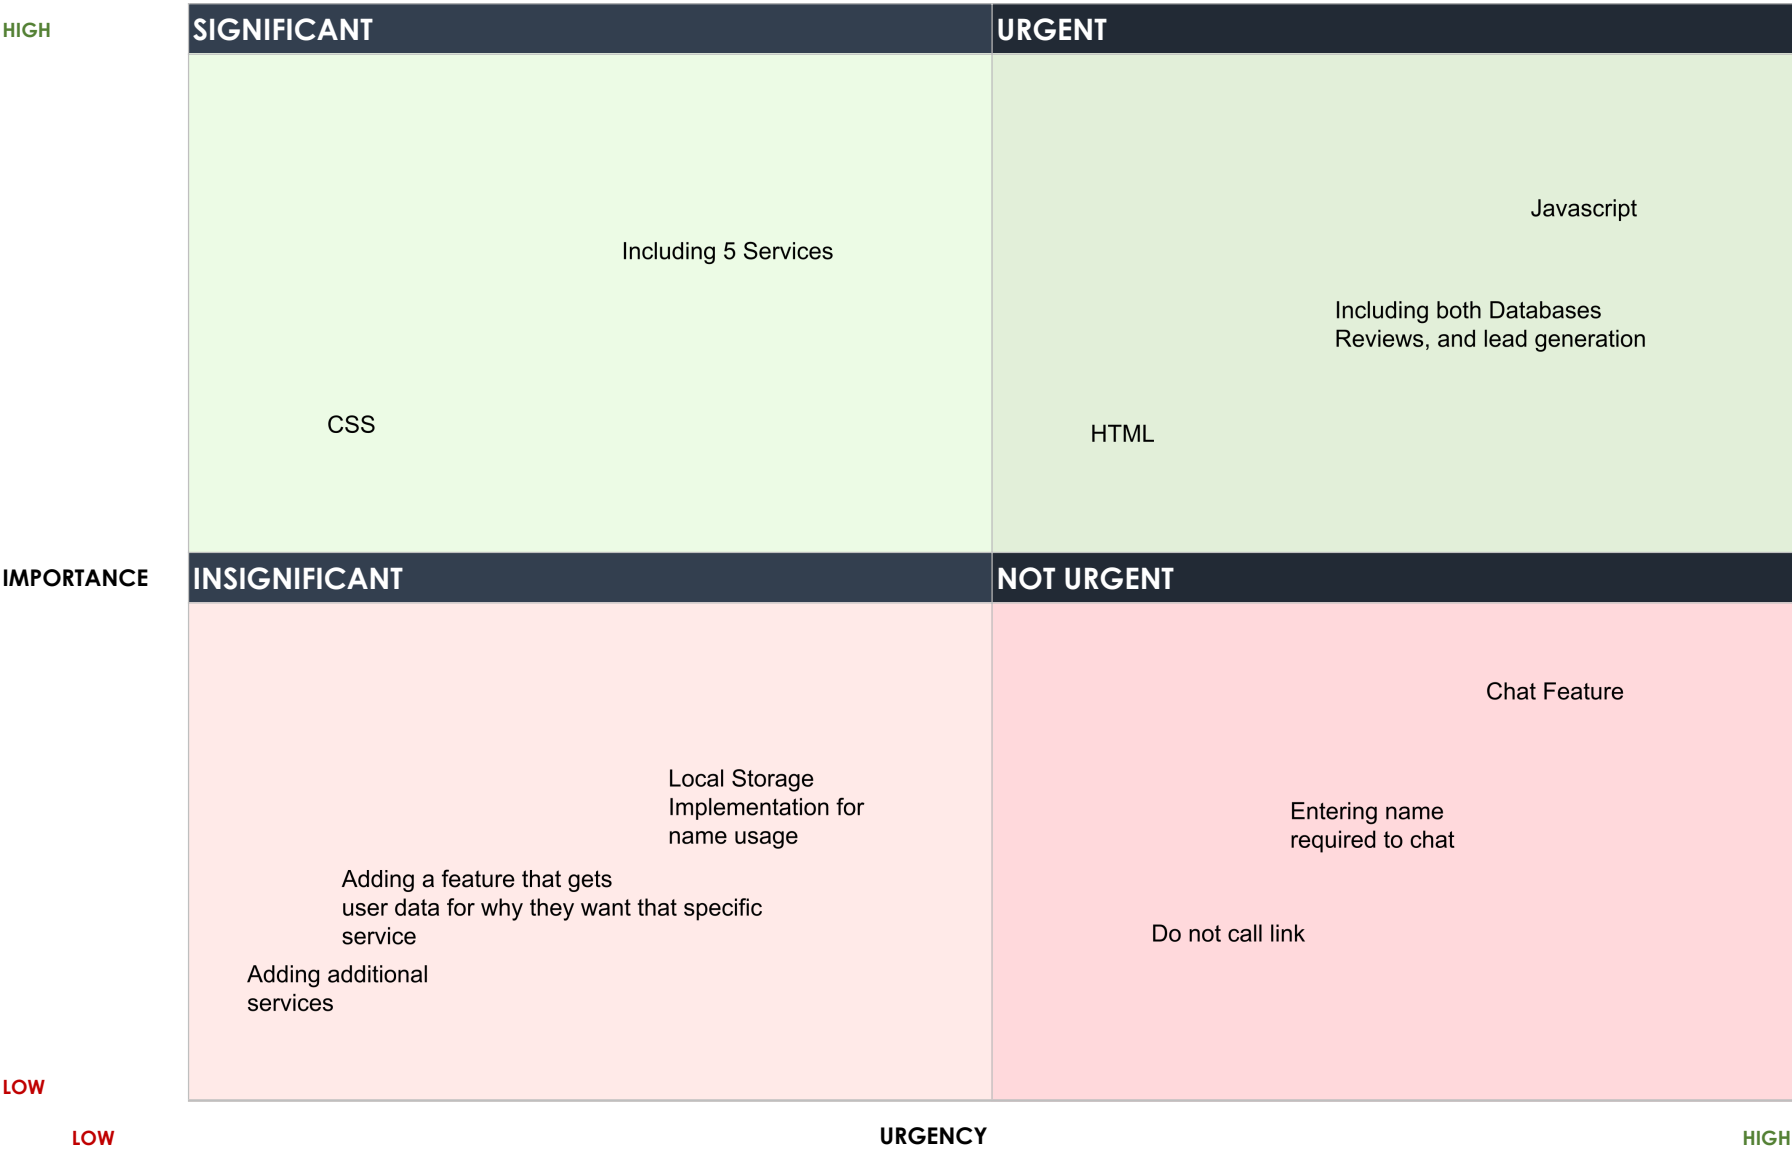 HIGH
SIGNIFICANT
URGENT
Javascript
Including 5 Services
Including both Databases
Reviews, and lead generation
CSS
HTML
IMPORTANCE
INSIGNIFICANT
NOT URGENT
Chat Feature
Local Storage
Implementation for
name usage
Entering name
required to chat
Adding a feature that gets
user data for why they want that specific
service
Do not call link
Adding additional
services
LOW
LOW
URGENCY
HIGH